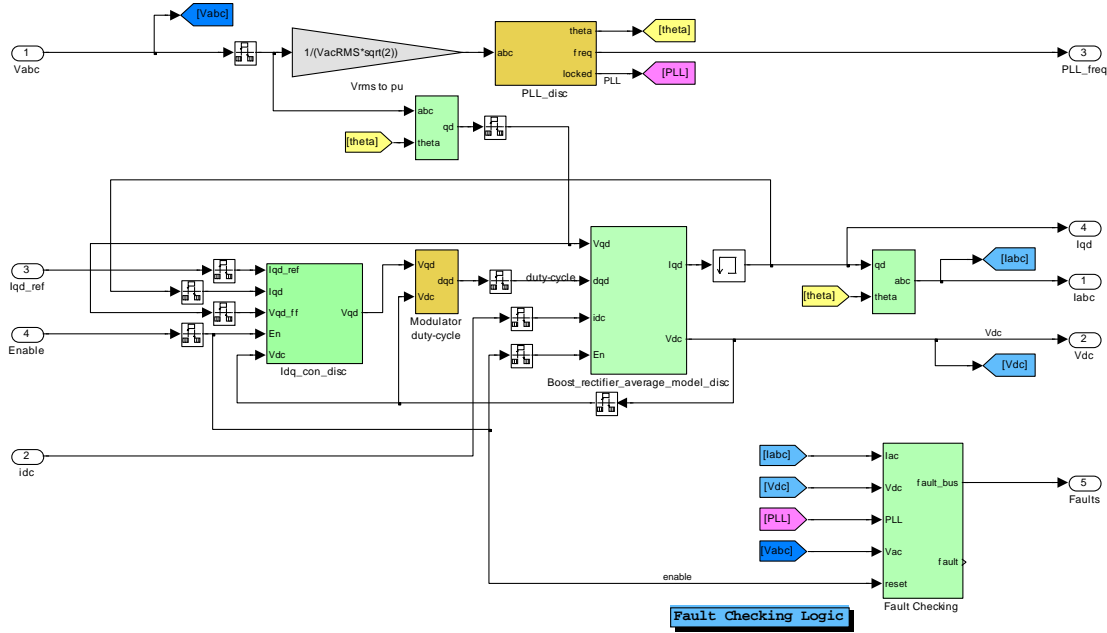 [Vabc]
1
Vabc
1/(VacRMS*sqrt(2))
Vrms to pu
abc
theta
freq
locked
PLL_disc
[theta]
PLL
[PLL]
3
PLL_freq
abc
theta
qd
[theta]
3
Iqd_ref
4
Enable
Iqd_ref
Iqd
Vqd_ff
En
Vdc
Vqd
Idq_con_disc
Vqd
Vdc
dqd
Modulator
duty-cycle
duty-cycle
Vqd
dqd
idc
En
Iqd
Vdc
Boost_rectifier_average_model_disc
[theta]
qd
theta
abc
[Iabc]
4
Iqd
1
Iabc
Vdc
2
Vdc
[Vdc]
2
idc
[Iabc]
[Vdc]
[PLL]
[Vabc]
enable
Iac
Vdc
PLL
Vac
reset
fault_bus
fault
Fault Checking
5
Faults
Fault Checking Logic